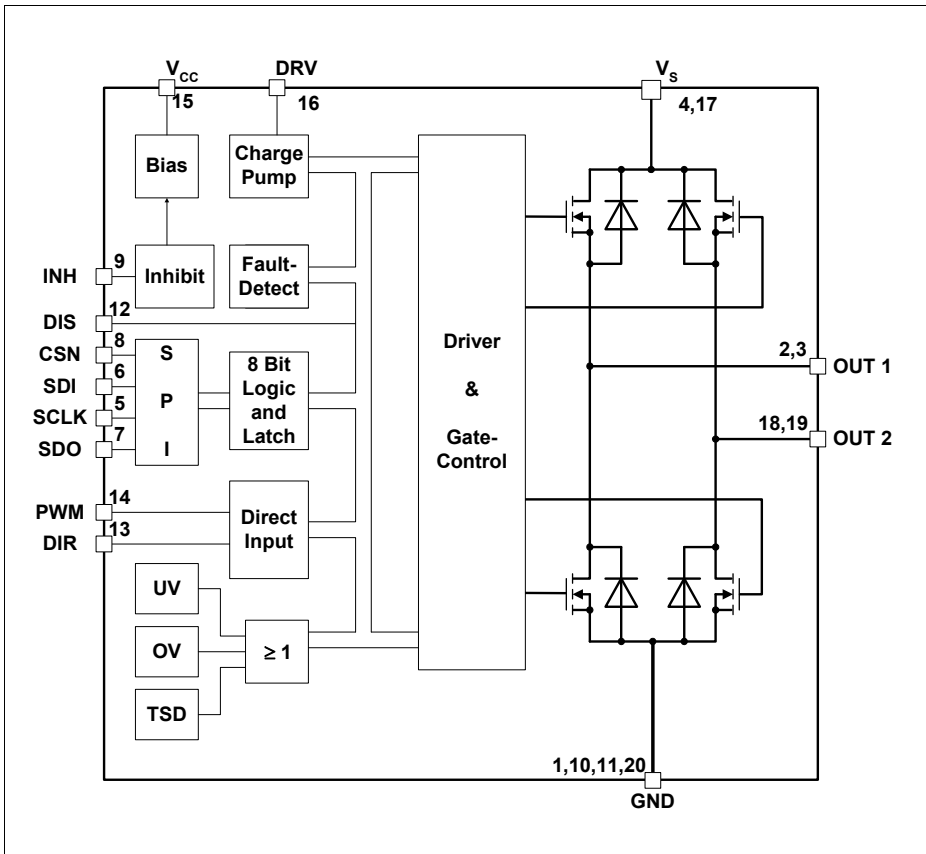 V_CC
DRV
V_S
15
16
4,17
Bias
Charge
Pump
INH
9
Inhibit
Fault-
Detect
DIS
12
CSN
8
SDI
6
SCLK
5
SDO
7
S
P
I
8 Bit
Logic
and
Latch
Driver
&
Gate-
Control
2,3
OUT 1
18,19
OUT 2
PWM
14
DIR
13
Direct
Input
UV
OV
TSD
≥ 1
1,10,11,20
GND